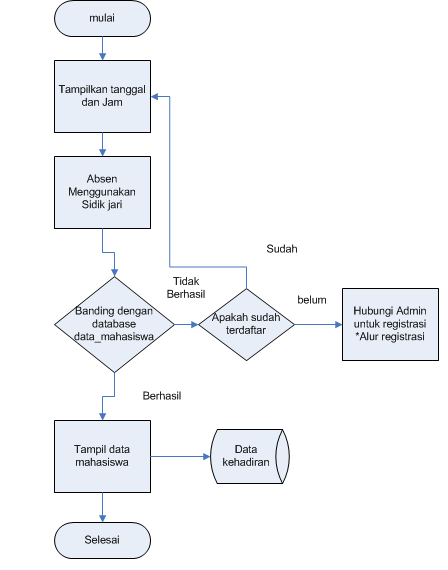 mulai
Tampilkan tanggal
dan Jam
Absen
Menggunakan
Sidik jari
Sudah
Tidak
Berhasil
belum
Banding dengan
database
data_mahasiswa
Apakah sudah
terdaftar
Hubungi Admin
untuk registrasi
*Alur registrasi
Berhasil
Tampil data
mahasiswa
Data
kehadiran
Selesai